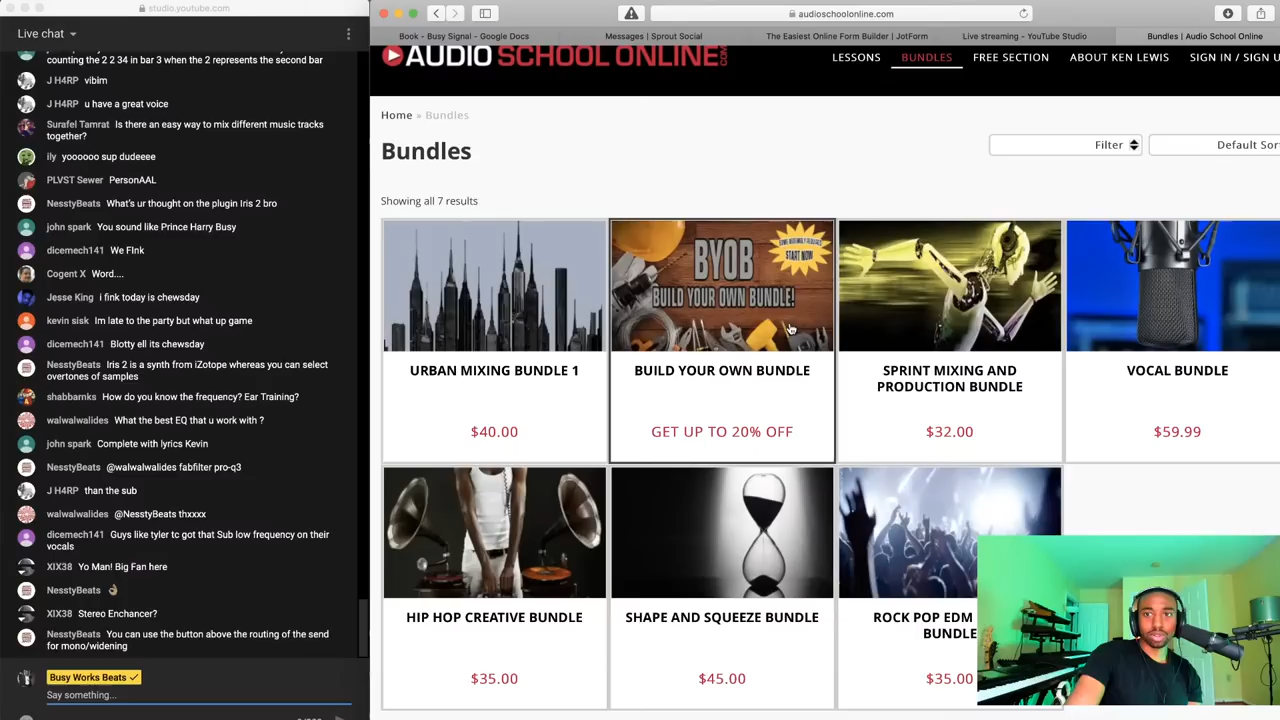 studio.youtube.com
Live chat
counting the 2 2 34 in bar 3 when the 2 represents the second bar
J H4RP vibim
J H4RP u have a great voice
Surafel Tamrat Is there an easy way to mix different music tracks
together?
ily yoooooo sup dudeeee
PLVST Sewer PersonAAL
NesstyBeats What's ur thought on the plugin Iris 2 bro
john spark You sound like Prince Harry Busy
dicemech141 We FInk
Cogent X Word....
Jesse King i fink today is chewsday
kevin sisk Im late to the party but what up game
dicemech141 Blotty ell its chewsday
NesstyBeats Iris 2 is a synth from iZotope whereas you can select
overtones of samples
shabbarnks How do you know the frequency? Ear Training?
walwalwalides What the best EQ that u work with ?
john spark Complete with lyrics Kevin
NesstyBeats @walwalwalides fabfilter pro-q3
J H4RP than the sub
walwalwalides @NesstyBeats thxxxx
dicemech141 Guys like tyler tc got that Sub low frequency on their
vocals
XIX38 Yo Man! Big Fan here
NesstyBeats 👌🏽
XIX38 Stereo Enchancer?
NesstyBeats You can use the button above the routing of the send
for mono/widening
Busy Works Beats ✓
Say something...
audioschoolonline.com
Book - Busy Signal - Google Docs
Messages | Sprout Social
The Easiest Online Form Builder | JotForm
Live streaming - YouTube Studio
Bundles | Audio School Online
AUDIO SCHOOL ONLINE.COM
LESSONS
BUNDLES
FREE SECTION
ABOUT KEN LEWIS
SIGN IN / SIGN U
Home » Bundles
Bundles
Filter
Default Sor
Showing all 7 results
BYOB
BUILD YOUR OWN BUNDLE!
SOME ASSEMBLY REQUIRED
START NOW
URBAN MIXING BUNDLE 1
$40.00
BUILD YOUR OWN BUNDLE
GET UP TO 20% OFF
SPRINT MIXING AND
PRODUCTION BUNDLE
$32.00
VOCAL BUNDLE
$59.99
HIP HOP CREATIVE BUNDLE
$35.00
SHAPE AND SQUEEZE BUNDLE
$45.00
ROCK POP EDM
BUNDLE
$35.00